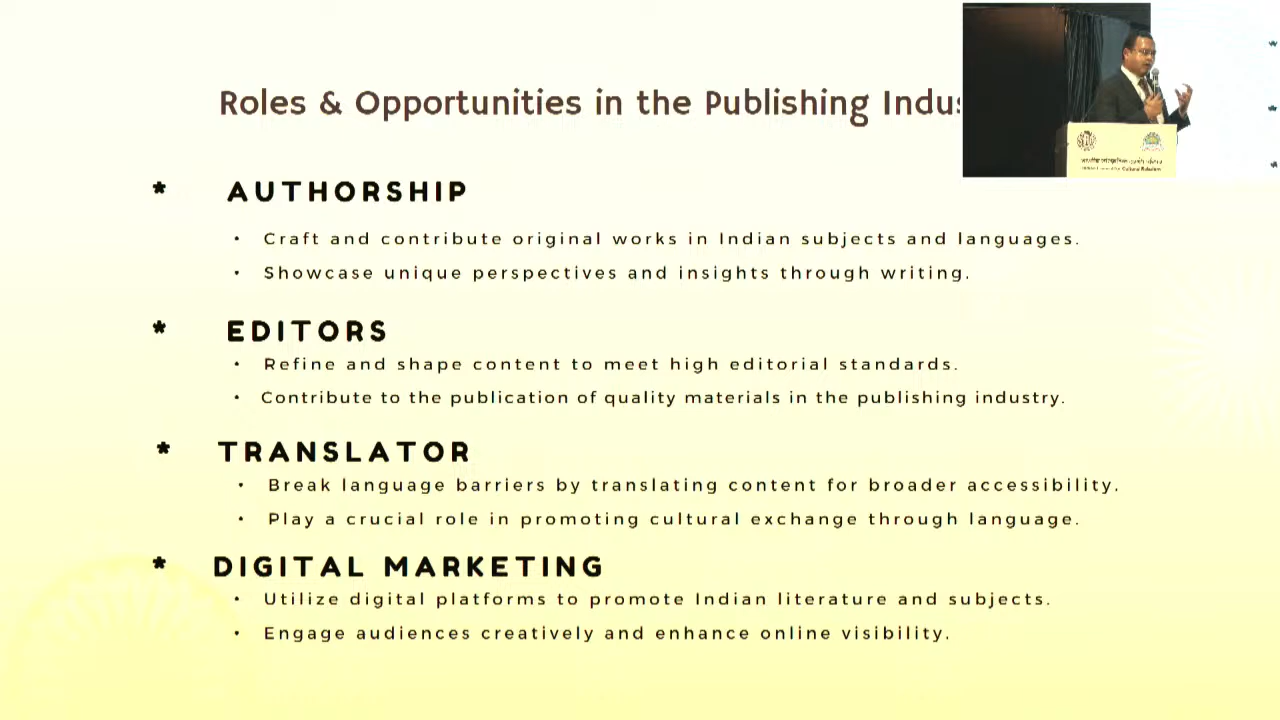 Roles & Opportunities in the Publishing Indus
* AUTHORSHIP
• Craft and contribute original works in Indian subjects and languages.
• Showcase unique perspectives and insights through writing.
* EDITORS
• Refine and shape content to meet high editorial standards.
• Contribute to the publication of quality materials in the publishing industry.
* TRANSLATOR
• Break language barriers by translating content for broader accessibility.
• Play a crucial role in promoting cultural exchange through language.
* DIGITAL MARKETING
• Utilize digital platforms to promote Indian literature and subjects.
• Engage audiences creatively and enhance online visibility.
Cultural Relations